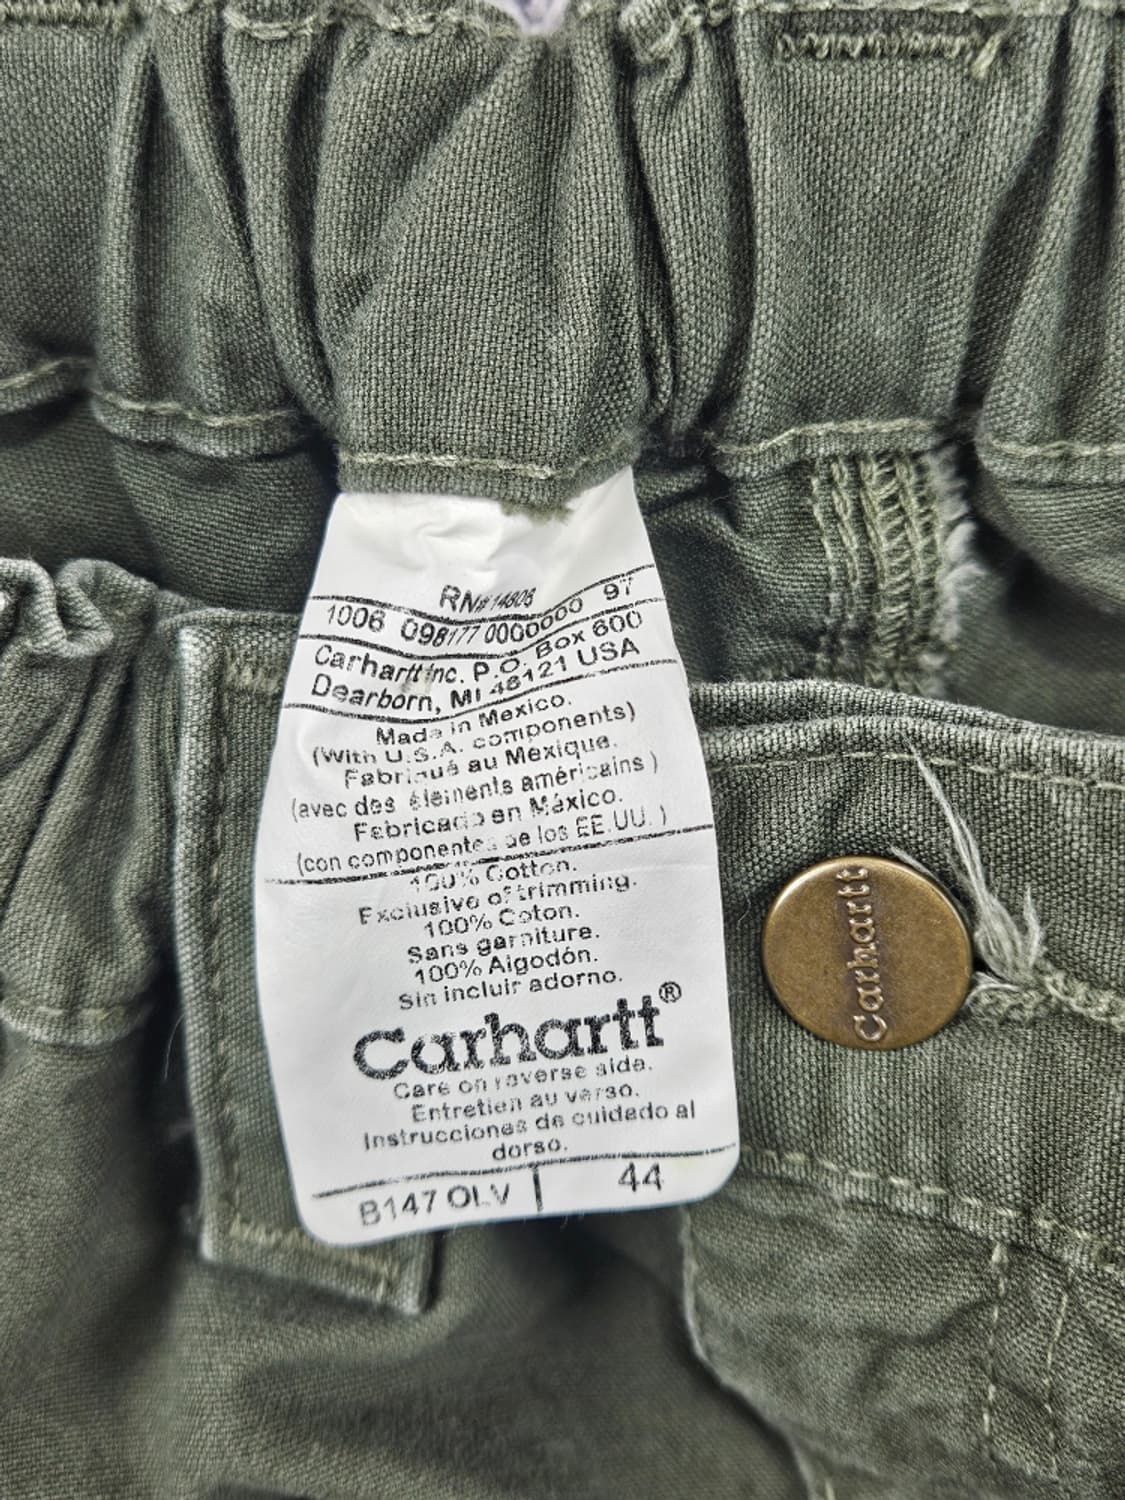 RN# 14806
1006 098177 0000000 97
Carhartt Inc. P.O. Box 600
Dearborn, MI 48121 USA
Made in Mexico.
(With U.S.A. components)
Fabriqué au Mexique.
(avec des éléments américains)
Fabricado en México.
(con componentes de los EE.UU.)
100% Cotton.
Exclusive of trimming.
100% Coton.
Sans garniture.
100% Algodón.
Sin incluir adorno.
Carhartt®
Care on reverse side.
Entretien au verso.
Instrucciones de cuidado al
dorso.
B147 OLV | 44
Carhartt